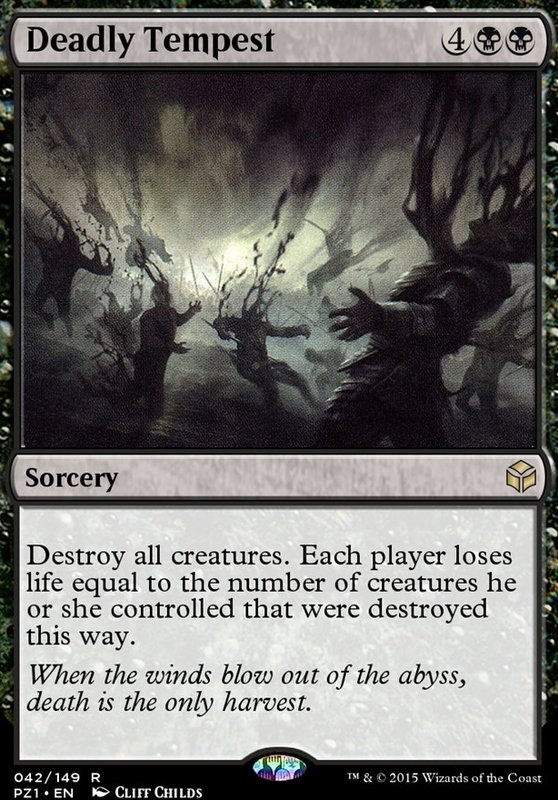 Deadly Tempest 4
Sorcery
Destroy all creatures. Each player loses
life equal to the number of creatures he
or she controlled that were destroyed
this way.
When the winds blow out of the abyss,
death is the only harvest.
042/149 R
PZ1 • EN Cliff Childs
™ & © 2015 Wizards of the Coast